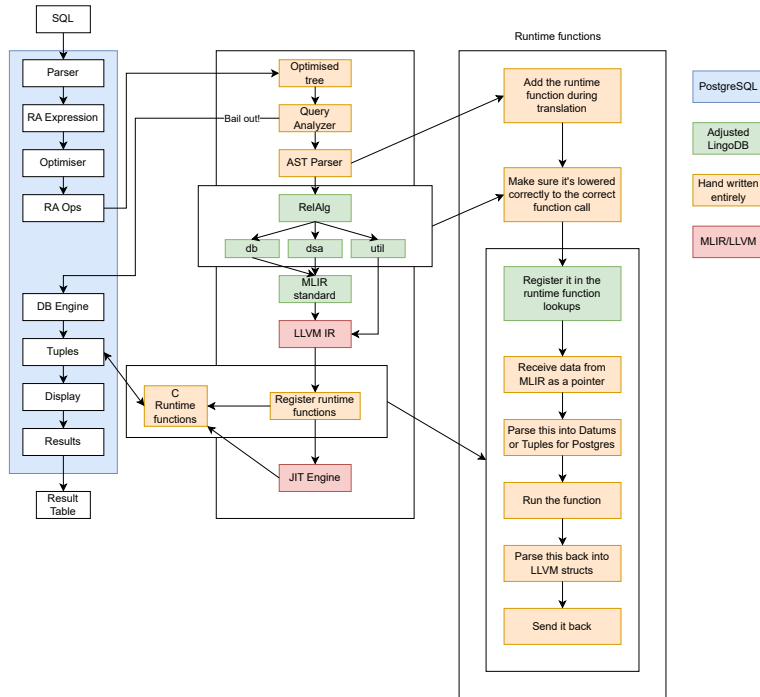 SQL
Parser
RA Expression
Optimiser
RA Ops
DB Engine
Tuples
Display
Results
Result
Table
Optimised
tree
Bail out!
Query
Analyzer
AST Parser
RelAlg
db
dsa
util
MLIR
standard
LLVM IR
C
Runtime
functions
Register runtime
functions
JIT Engine
Runtime functions
Add the runtime
function during
translation
Make sure it's lowered
correctly to the correct
function call
Register it in the
runtime function
lookups
Receive data from
MLIR as a pointer
Parse this into Datums
or Tuples for Postgres
Run the function
Parse this back into
LLVM structs
Send it back
PostgreSQL
Adjusted
LingoDB
Hand written
entirely
MLIR/LLVM